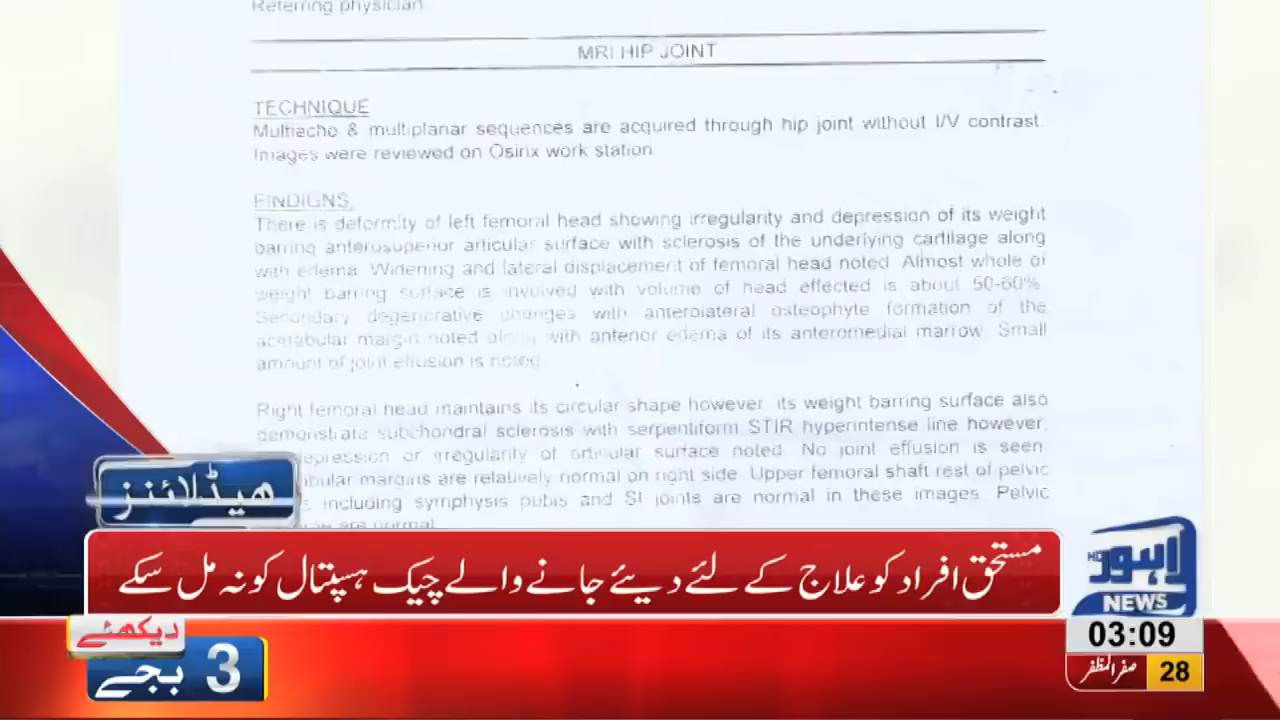 Referring physician
MRI HIP JOINT
TECHNIQUE
Multiecho & multiplanar sequences are acquired through hip joint without I/V contrast.
Images were reviewed on Osirix work station
FINDIGNS
There is deformity of left femoral head showing irregularity and depression of its weight
barring anterosuperior articular surface with sclerosis of the underlying cartilage along
with edema. Widening and lateral displacement of femoral head noted. Almost whole of
weight barring surface is involved with volume of head effected is about 50-60%.
Secondary degenerative changes with anterolateral osteophyte formation of the
acetabular margin noted along with anterior edema of its anteromedial marrow. Small
amount of joint effusion is noted.
Right femoral head maintains its circular shape however, its weight barring surface also
demonstrate subchondral sclerosis with serpentiform STIR hyperintense line however,
depression or irregularity of articular surface noted. No joint effusion is seen.
margins are relatively normal on right side. Upper femoral shaft rest of pelvic
including symphysis pubis and SI joints are normal in these images. Pelvic
are normal
ہیڈلائنز
مستحق افراد کو علاج کے لئے دیئے جانے والے چیک ہسپتال کو نہ مل سکے
لاہور HD
NEWS
دیکھئے
3 بجے
03:09
28 صفر المظفر